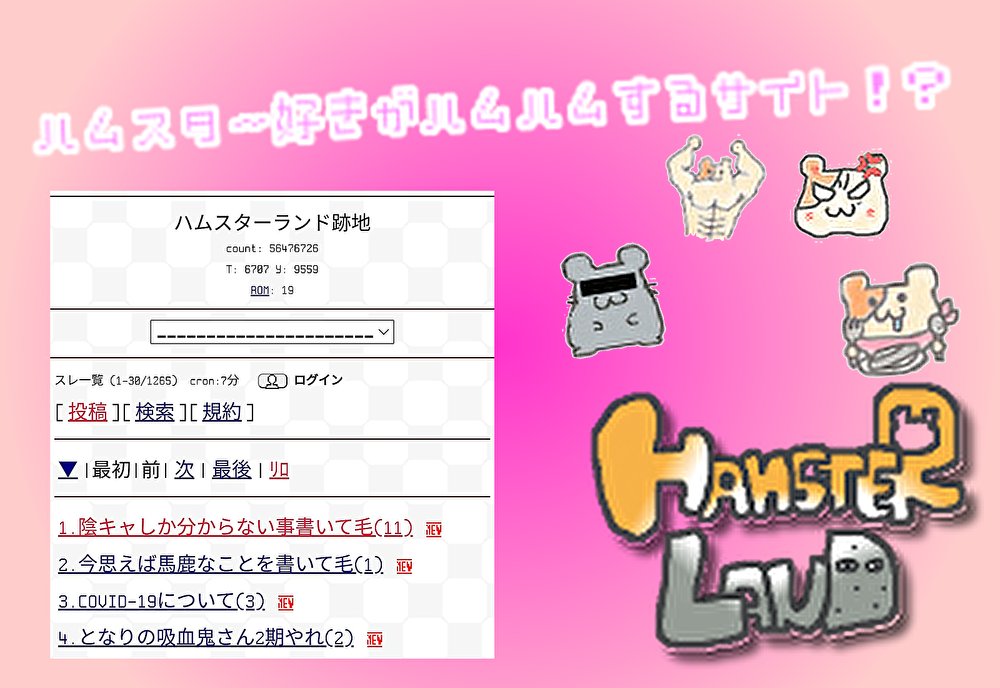 ハムスター好きがハムハムするサイト！？
ハムスターランド跡地
count: 56476726
T: 6707 Y: 9559
ROM: 19
______________________
スレ一覧 (1-30/1265) cron:7分 ログイン
[ 投稿 ][ 検索 ][ 規約 ]
▼ |最初|前| 次 | 最後 | ﾘﾛ
1.陰キャしか分からない事書いて毛(11) NEW
2.今思えば馬鹿なことを書いて毛(1) NEW
3.COVID-19について(3) NEW
4.となりの吸血鬼さん2期やれ(2) NEW
HAMSTER
LAND